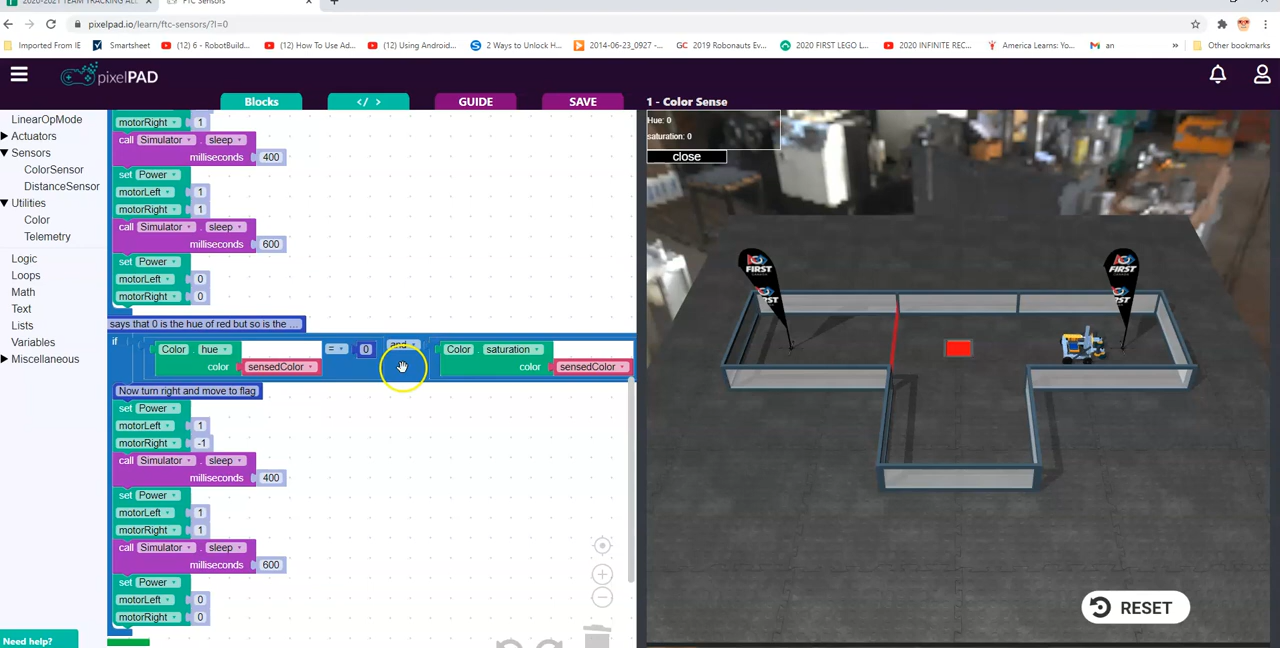 2020-2021 TEAM TRACKING AL...
FTC Sensors
pixelpad.io/learn/ftc-sensors/?l=0
Imported From IE
Smartsheet
(12) 6 - RobotBuild...
(12) How To Use Ad...
(12) Using Android...
2 Ways to Unlock H...
2014-06-23_0927 -...
GC 2019 Robonauts Ev...
2020 FIRST LEGO L...
2020 INFINITE REC...
America Learns: Yo...
an
»
Other bookmarks
pixelPAD
Blocks
</>
GUIDE
SAVE
1 - Color Sense
LinearOpMode
Actuators
Sensors
ColorSensor
DistanceSensor
Utilities
Color
Telemetry
Logic
Loops
Math
Text
Lists
Variables
Miscellaneous
motorRight 1
call Simulator . sleep
milliseconds 400
set Power
motorLeft 1
motorRight 1
call Simulator . sleep
milliseconds 600
set Power
motorLeft 0
motorRight 0
says that 0 is the hue of red but so is the ...
if Color . hue = 0 and Color . saturation
color sensedColor color sensedColor
Now turn right and move to flag
set Power
motorLeft 1
motorRight -1
call Simulator . sleep
milliseconds 400
set Power
motorLeft 1
motorRight 1
call Simulator . sleep
milliseconds 600
set Power
motorLeft 0
motorRight 0
Need help?
Hue: 0
saturation: 0
close
FIRST
FIRST
RESET